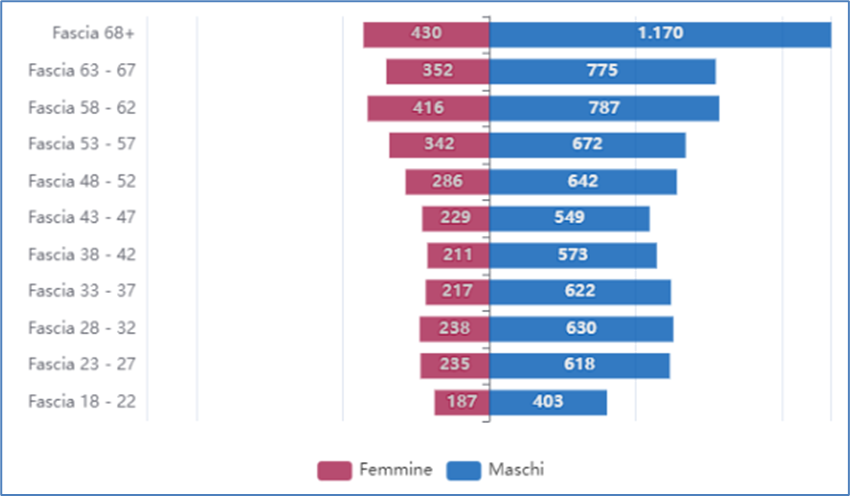 Fascia 68+ 430 1.170
Fascia 63 - 67 352 775
Fascia 58 - 62 416 787
Fascia 53 - 57 342 672
Fascia 48 - 52 286 642
Fascia 43 - 47 229 549
Fascia 38 - 42 211 573
Fascia 33 - 37 217 622
Fascia 28 - 32 238 630
Fascia 23 - 27 235 618
Fascia 18 - 22 187 403
Femmine Maschi